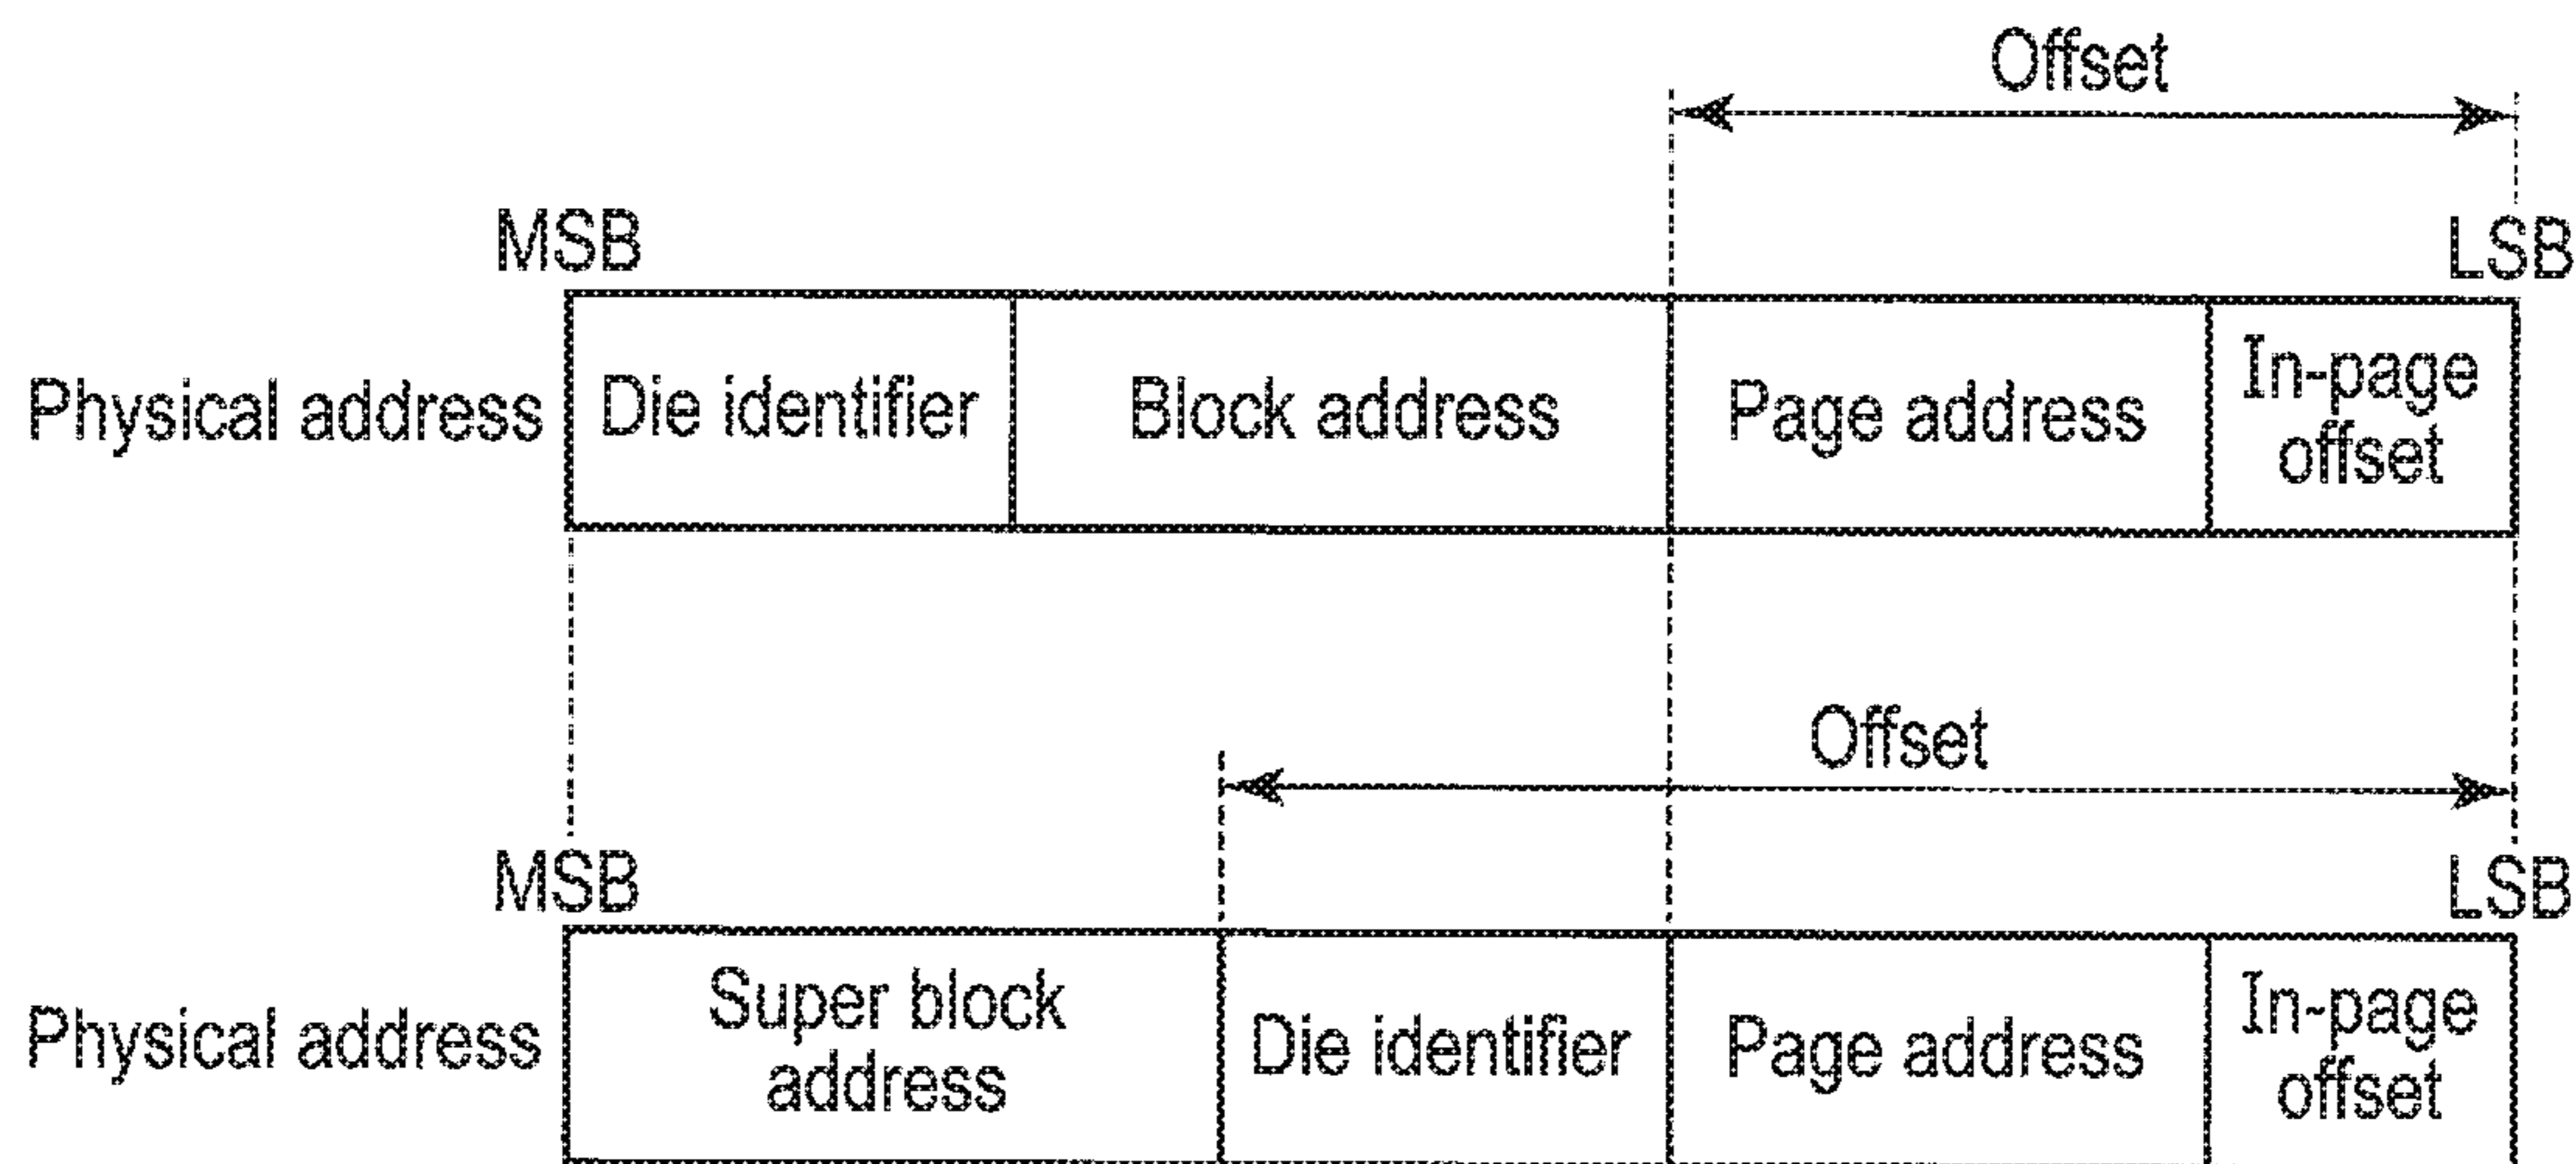 Offset
MSB
LSB
Physical address
Die identifier
Block address
Page address
In-page
offset
Offset
MSB
LSB
Physical address
Super block
address
Die identifier
Page address
In-page
offset